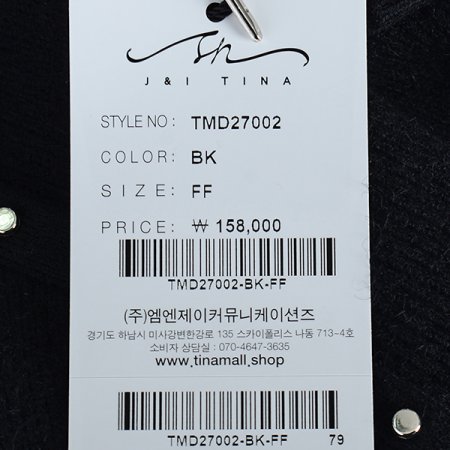 sn
J & I TINA
STYLE NO : TMD27002
COLOR : BK
SIZE : FF
PRICE : ₩ 158,000
TMD27002-BK-FF
(주)엠엔제이커뮤니케이션즈
경기도 하남시 미사강변한강로 135 스카이폴리스 나동 713-4호
소비자 상담실 : 070-4647-3635
www.tinamall.shop
TMD27002-BK-FF 79